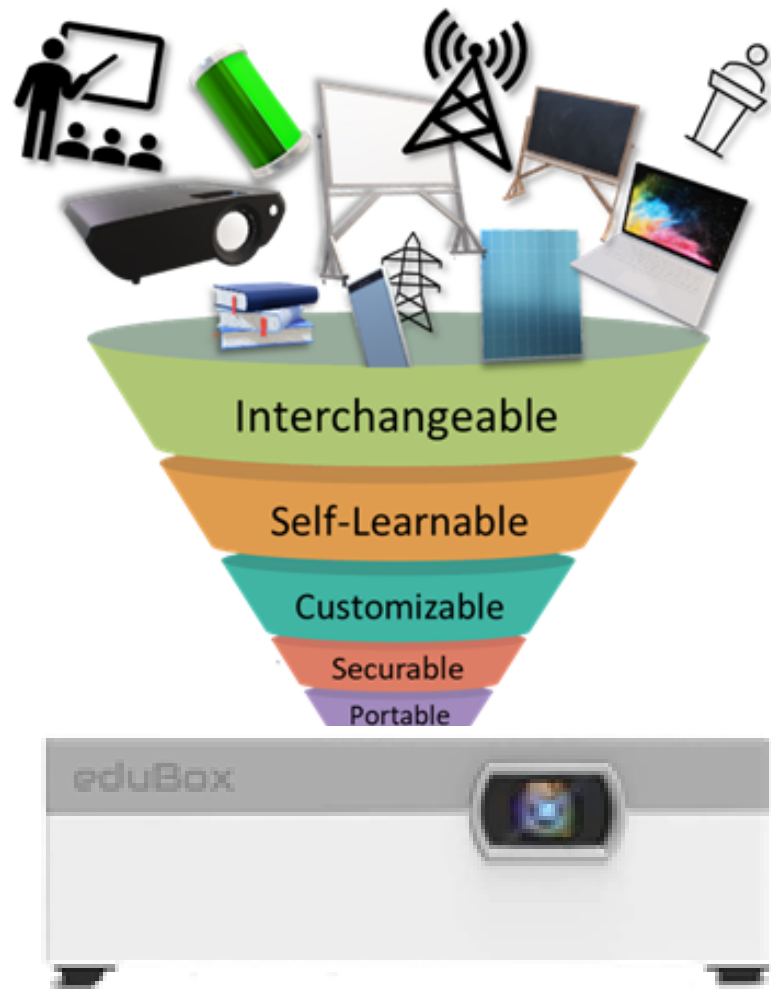 Interchangeable
Self-Learnable
Customizable
Securable
Portable
eduBox